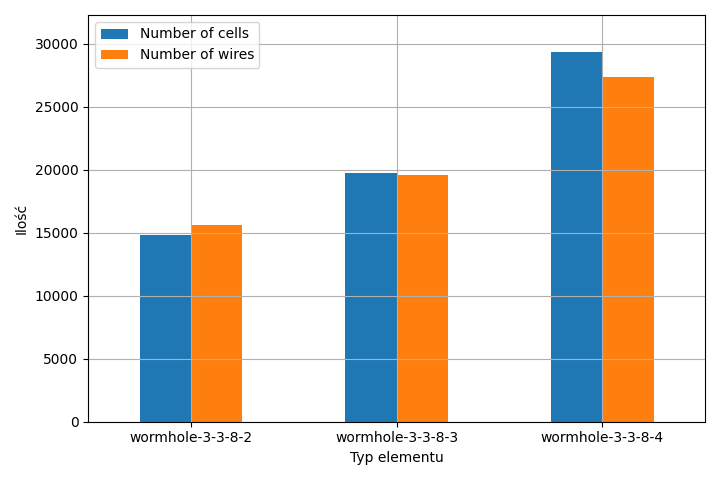 Number of cells
Number of wires
30000
25000
20000
15000
10000
5000
0
Ilość
wormhole-3-3-8-2
wormhole-3-3-8-3
wormhole-3-3-8-4
Typ elementu